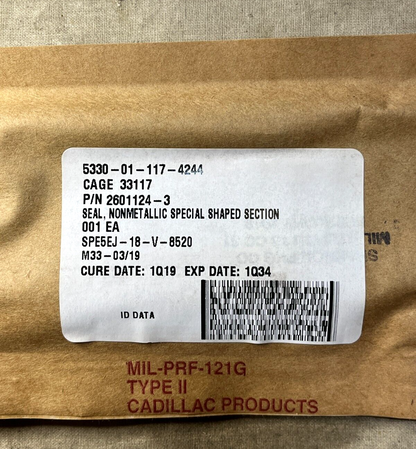 5330-01-117-4244
CAGE 33117
P/N 2601124-3
SEAL, NONMETALLIC SPECIAL SHAPED SECTION
001 EA
SPE5EJ-18-V-8520
M33-03/19
CURE DATE: 1Q19 EXP DATE: 1Q34
ID DATA
MIL-PRF-121G
TYPE II
CADILLAC PRODUCTS